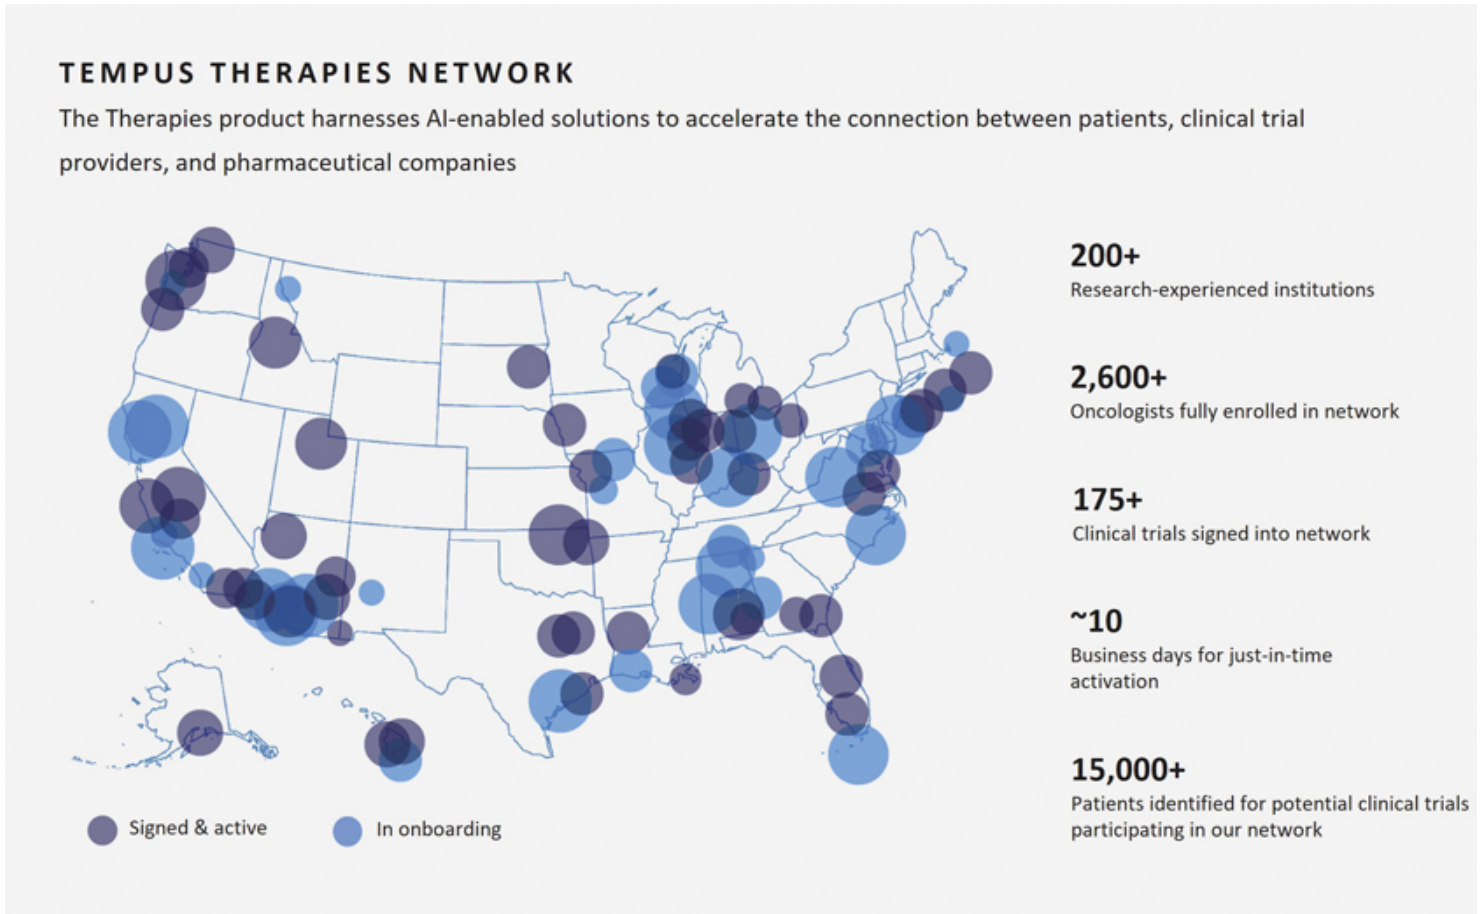 TEMPUS THERAPIES NETWORK
The Therapies product harnesses AI-enabled solutions to accelerate the connection between patients, clinical trial
providers, and pharmaceutical companies
200+
Research-experienced institutions
2,600+
Oncologists fully enrolled in network
175+
Clinical trials signed into network
~10
Business days for just-in-time
activation
15,000+
Patients identified for potential clinical trials
participating in our network
Signed & active
In onboarding